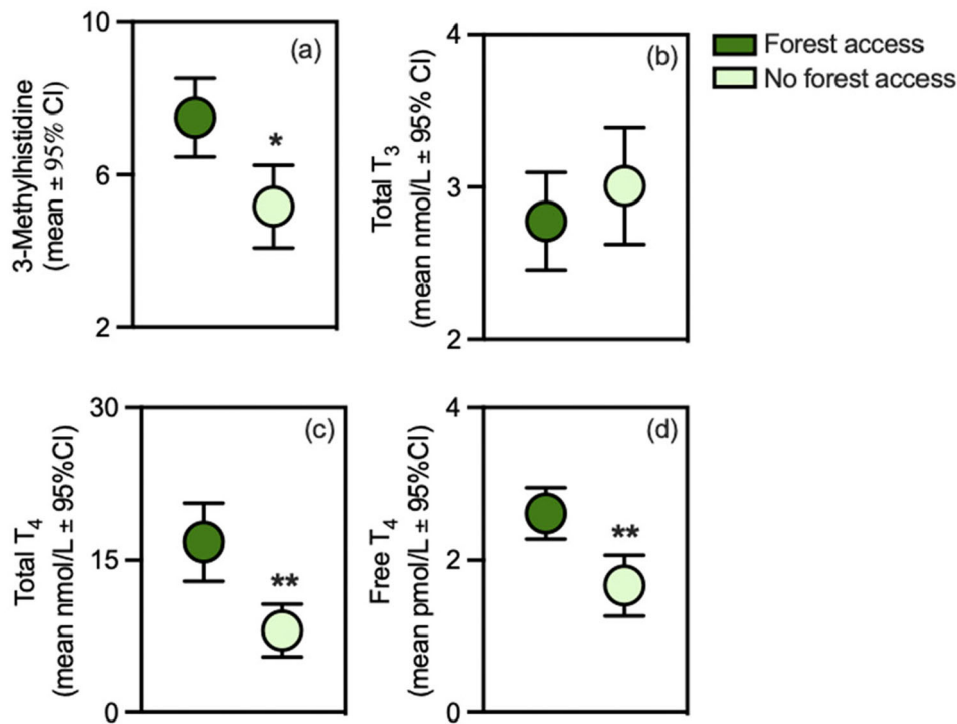 10
6
2
3-Methylhistidine
(mean ± 95% CI)
(a)
*
4
3
2
Total T3
(mean nmol/L ± 95% CI)
(b)
Forest access
No forest access
30
15
0
Total T4
(mean nmol/L ± 95%CI)
(c)
**
4
2
0
Free T4
(mean pmol/L ± 95%CI)
(d)
**